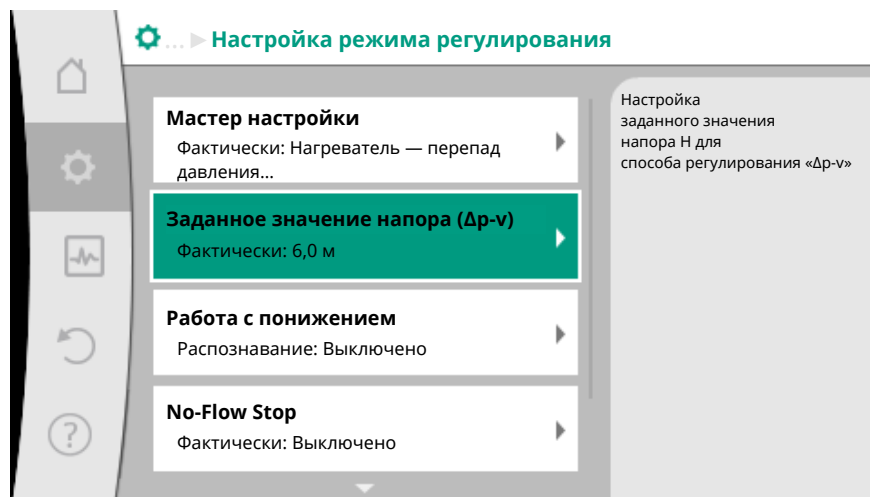 ... Настройка режима регулирования
Мастер настройки
Фактически: Нагреватель — перепад
давления...
Заданное значение напора (Δp-v)
Фактически: 6,0 м
Работа с понижением
Распознавание: Выключено
No-Flow Stop
Фактически: Выключено
Настройка
заданного значения
напора H для
способа регулирования «Δp-v»
?